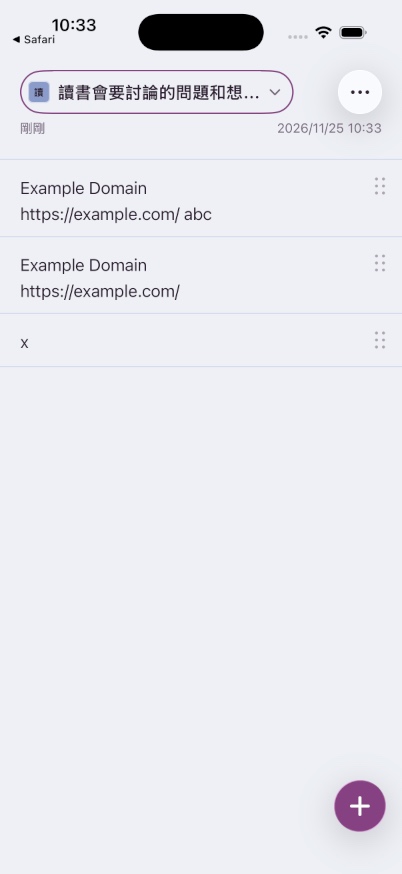 10:33
◀ Safari
讀 讀書會要討論的問題和想...
剛剛 2026/11/25 10:33
Example Domain
https://example.com/ abc
Example Domain
https://example.com/
x